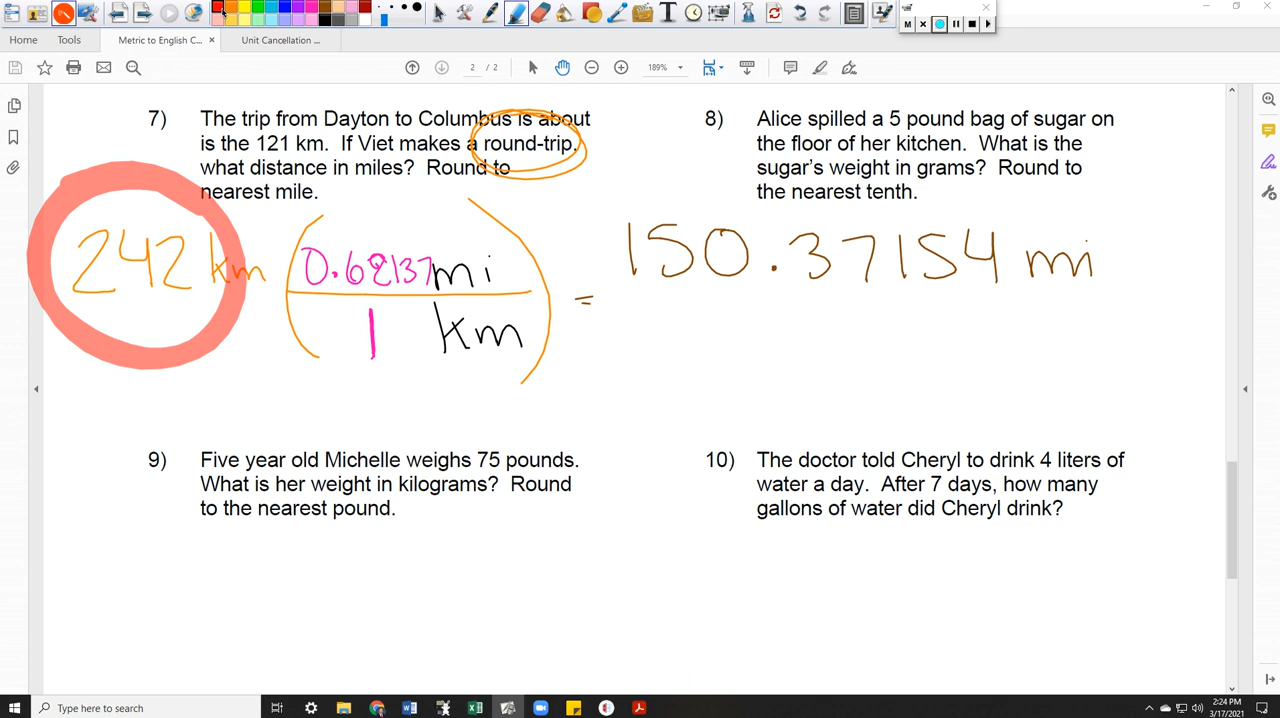 M
Home
Tools
Metric to English C...
Unit Cancellation ...
2 / 2
189%
7) The trip from Dayton to Columbus is about
is the 121 km. If Viet makes a round-trip,
what distance in miles? Round to
nearest mile.
242 km
0.62137 mi
1 km
= 150.37154 mi
8) Alice spilled a 5 pound bag of sugar on
the floor of her kitchen. What is the
sugar's weight in grams? Round to
the nearest tenth.
9) Five year old Michelle weighs 75 pounds.
What is her weight in kilograms? Round
to the nearest pound.
10) The doctor told Cheryl to drink 4 liters of
water a day. After 7 days, how many
gallons of water did Cheryl drink?
Type here to search
2:24 PM
3/17/2021